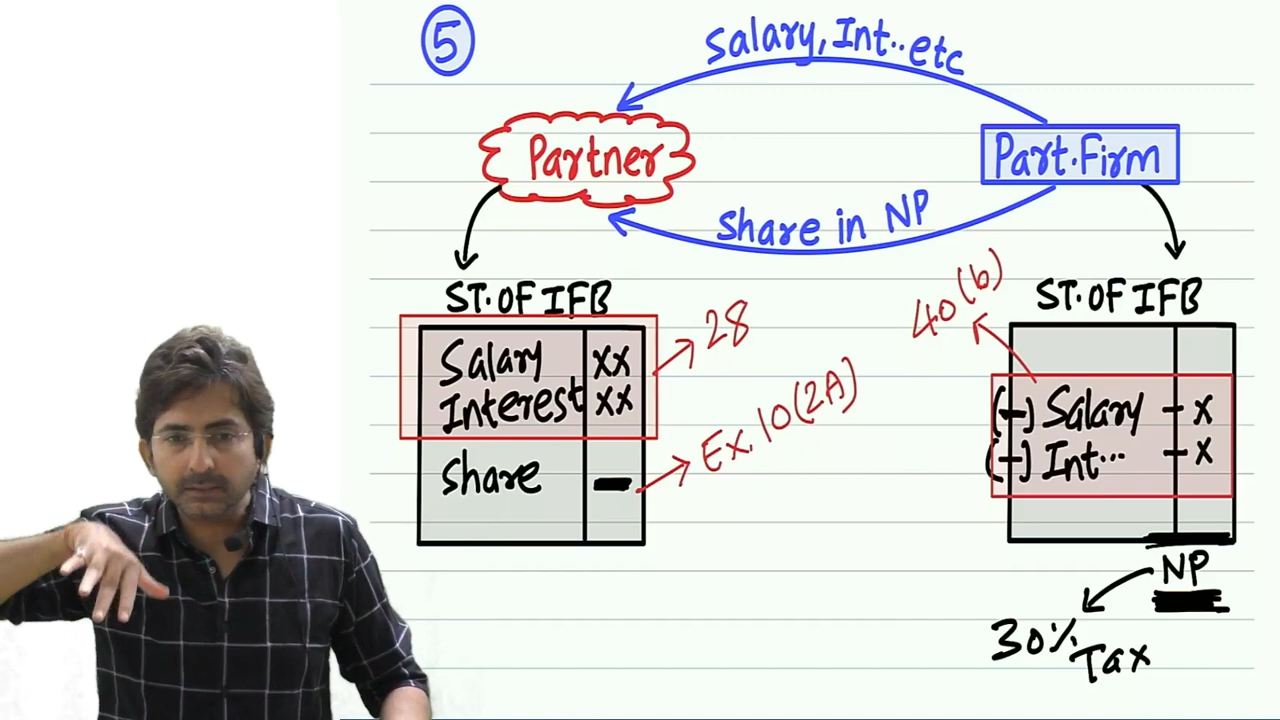 5
Salary, Int..etc
Partner
Part.Firm
Share in NP
ST. OF IFB
Salary xx
Interest xx
Share -
28
Ex. 10(2A)
ST. OF IFB
40(b)
(-) Salary - x
(-) Int... - x
NP
30% Tax